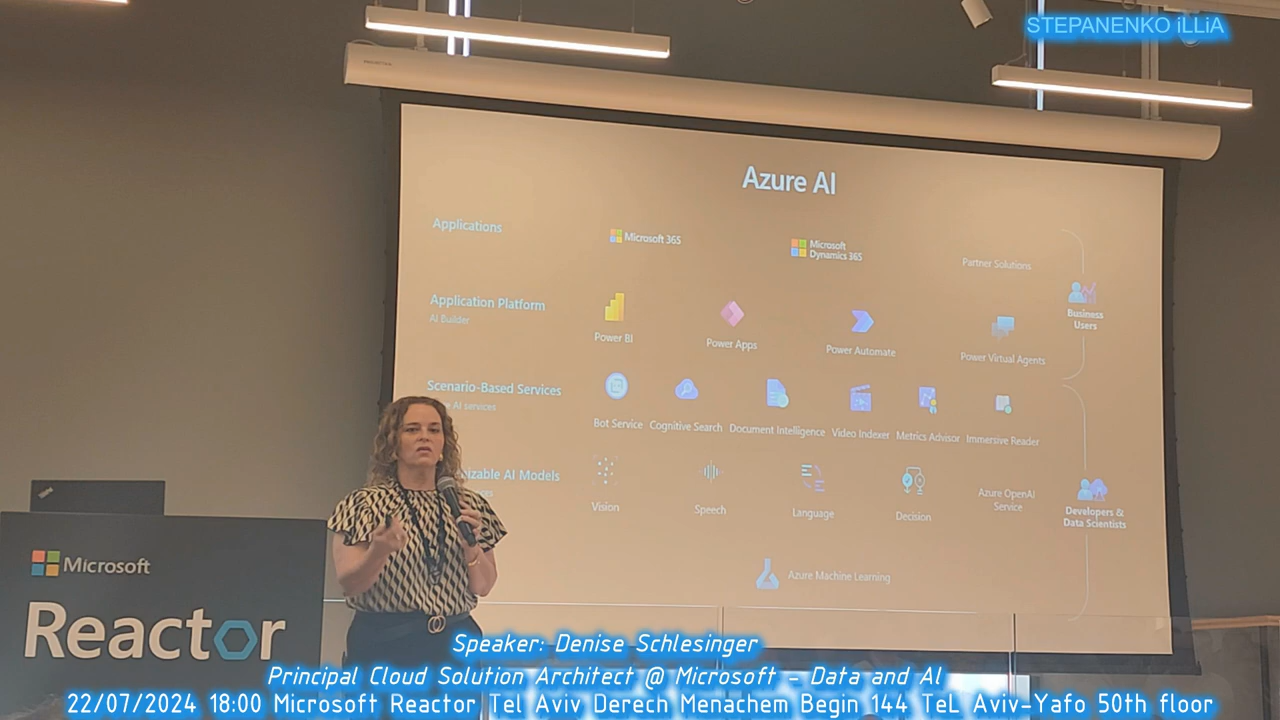 STEPANENKO iLLiA
Azure AI
Applications
Microsoft 365
Microsoft
Dynamics 365
Partner Solutions
Business
Users
Application Platform
AI Builder
Power BI
Power Apps
Power Automate
Power Virtual Agents
Scenario-Based Services
AI services
Bot Service
Cognitive Search
Document Intelligence
Video Indexer
Metrics Advisor
Immersive Reader
AI Models
Vision
Speech
Language
Decision
Azure OpenAI
Service
Developers &
Data Scientists
Azure Machine Learning
Microsoft
Reactor
Speaker: Denise Schlesinger
Principal Cloud Solution Architect @ Microsoft - Data and AI
22/07/2024 18:00 Microsoft Reactor Tel Aviv Derech Menachem Begin 144 TeL Aviv-Yafo 50th floor